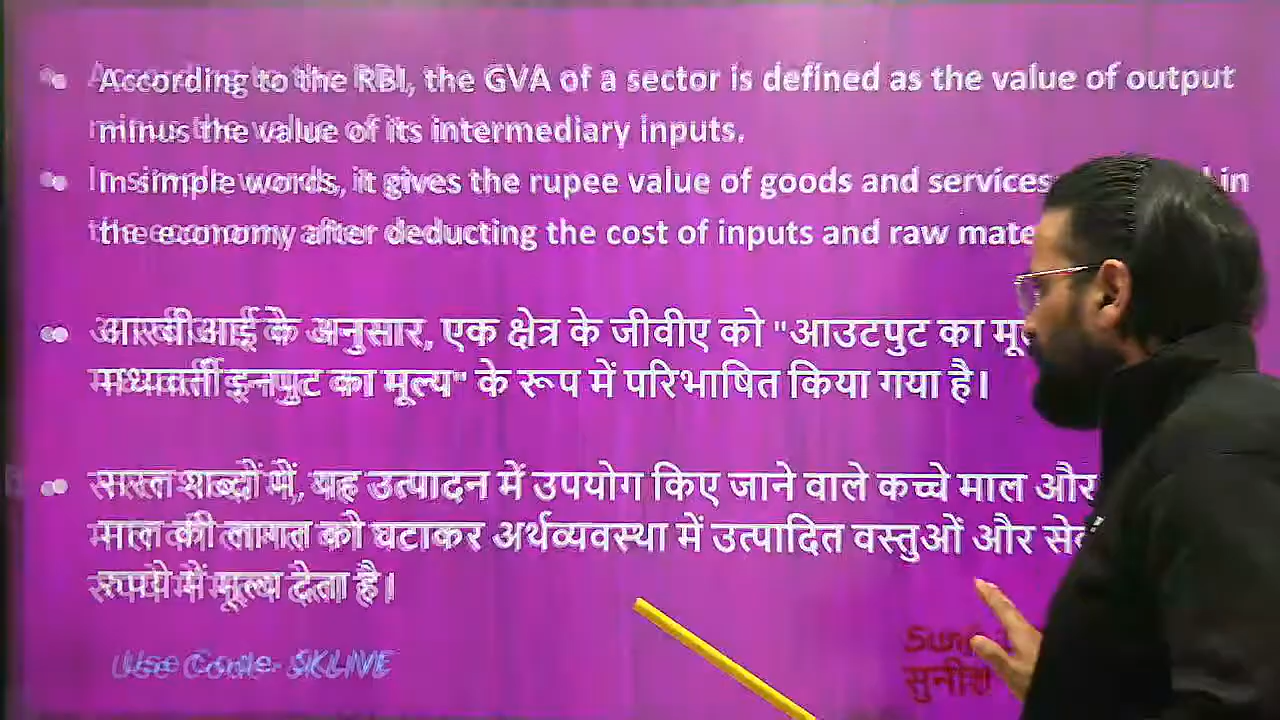 According to the RBI, the GVA of a sector is defined as the value of output
minus the value of its intermediary inputs.
In simple words, it gives the rupee value of goods and services in
the economy after deducting the cost of inputs and raw
आरबीआई के अनुसार, एक क्षेत्र के जीवीए को "आउटपुट का
मध्यवर्ती इनपुट का मूल्य" के रूप में परिभाषित किया गया है।
सरल शब्दों में, यह उत्पादन में उपयोग किए जाने वाले कच्चे माल और
माल की लागत को घटाकर अर्थव्यवस्था में उत्पादित वस्तुओं और
रुपये में मूल्य देता है।
Use Code- SKLIVE